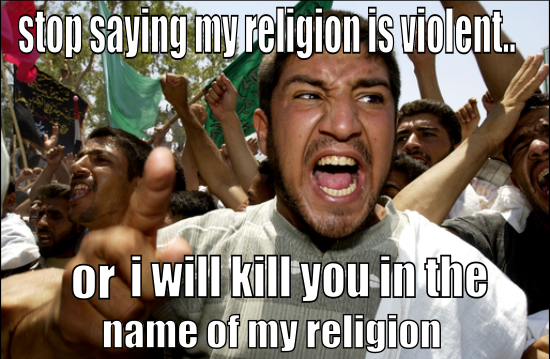 stop saying my religion is violent..
or i will kill you in the
name of my religion